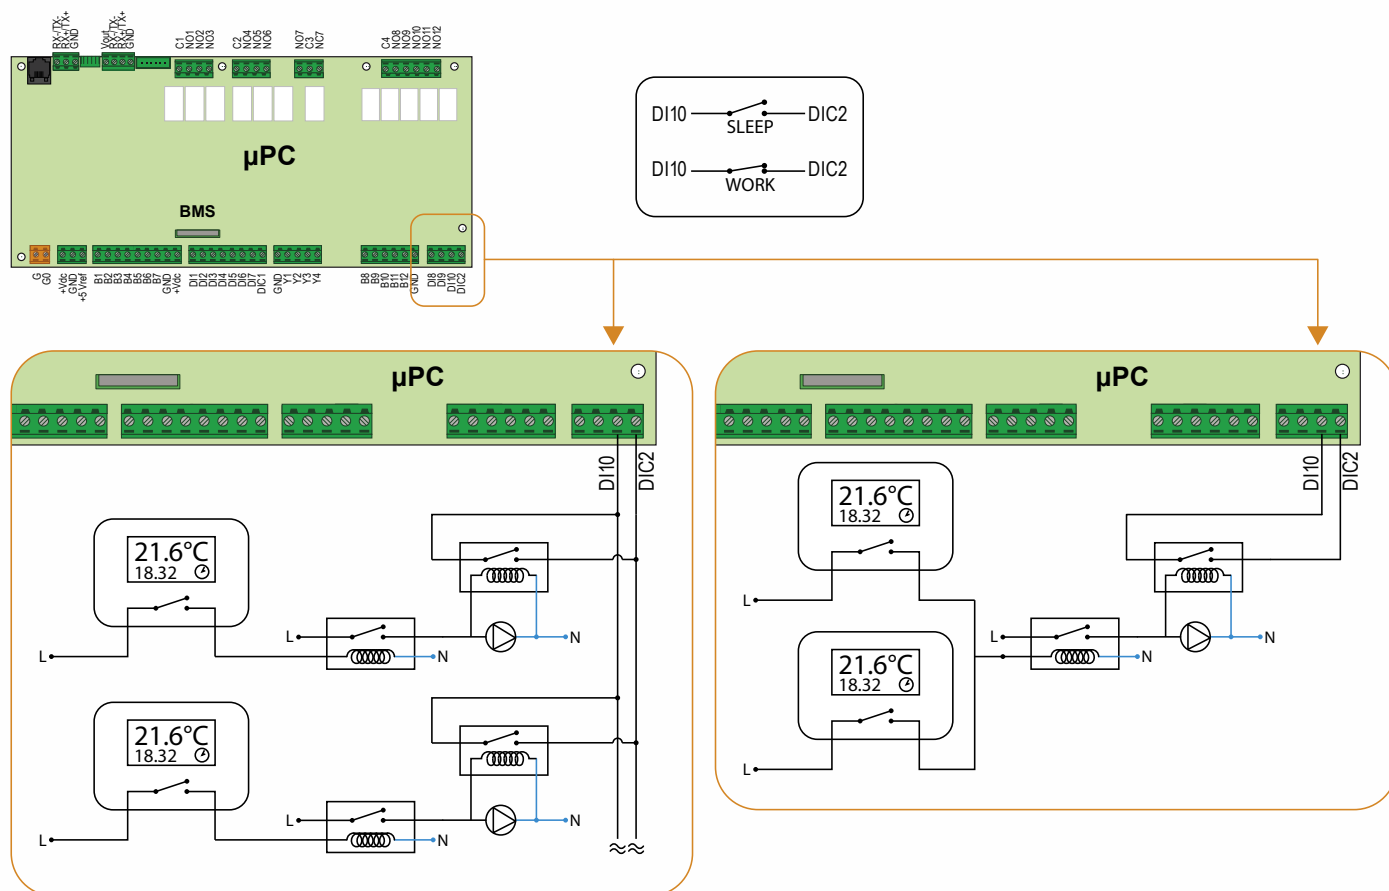 RX-/TX-
RX+/TX+
GND
Vout
RX-/TX-
RX+/TX+
GND
C1
NO1
NO2
NO3
C2
NO4
NO5
NO6
NO7
C3
NC7
C4
NO8
NO9
NO10
NO11
NO12
µPC
BMS
G
G0
+Vdc
GND
+5 Vref
B1
B2
B3
B4
B5
B6
B7
GND
+Vdc
DI1
DI2
DI3
DI4
DI5
DI6
DI7
DIC1
GND
Y1
Y2
Y3
Y4
B8
B9
B10
B11
B12
GND
DI8
DI9
DI10
DIC2
DI10 SLEEP DIC2
DI10 WORK DIC2
µPC
DI10
DIC2
21.6°C
18.32
L
L
N
N
21.6°C
18.32
L
L
N
N
µPC
DI10
DIC2
21.6°C
18.32
L
21.6°C
18.32
L
L
N
N